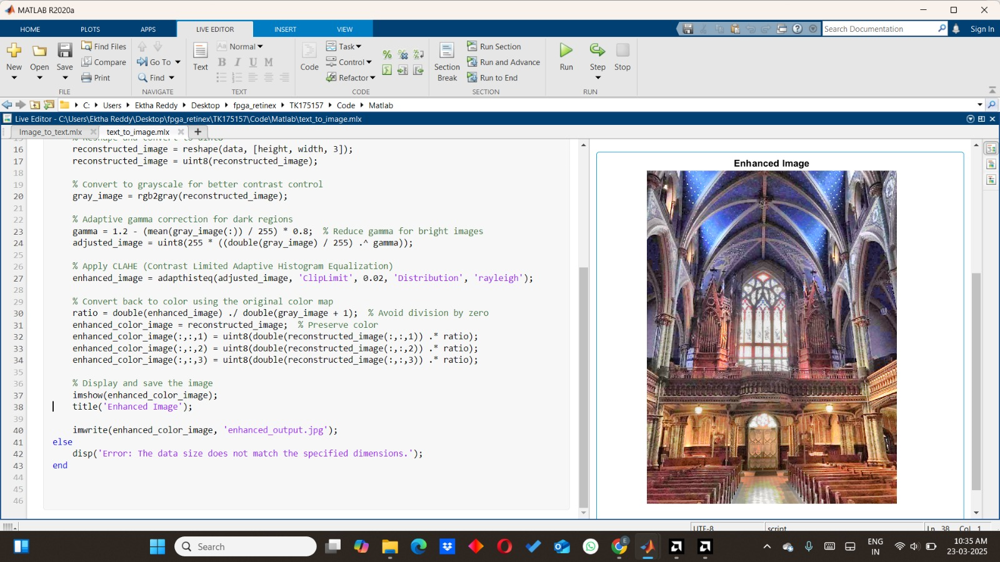 MATLAB R2020a
HOME PLOTS APPS LIVE EDITOR INSERT VIEW
Search Documentation
Sign In
New Open Save
Find Files
Compare
Print
Go To
Find
Text
Aa Normal
B I U M
Code
Task
Control
Refactor
Section Break
Run Section
Run and Advance
Run to End
Run Step Stop
FILE NAVIGATE TEXT CODE SECTION RUN
C: Users Ektha Reddy Desktop fpga_retinex TK175157 Code Matlab
Live Editor - C:\Users\Ektha Reddy\Desktop\fpga_retinex\TK175157\Code\Matlab\text_to_image.mlx
Image_to_text.mlx text_to_image.mlx
15 % Reshape and convert to uint8
16 reconstructed_image = reshape(data, [height, width, 3]);
17 reconstructed_image = uint8(reconstructed_image);
18
19 % Convert to grayscale for better contrast control
20 gray_image = rgb2gray(reconstructed_image);
21
22 % Adaptive gamma correction for dark regions
23 gamma = 1.2 - (mean(gray_image(:)) / 255) * 0.8; % Reduce gamma for bright images
24 adjusted_image = uint8(255 * ((double(gray_image) / 255) .^ gamma));
25
26 % Apply CLAHE (Contrast Limited Adaptive Histogram Equalization)
27 enhanced_image = adapthisteq(adjusted_image, 'ClipLimit', 0.02, 'Distribution', 'rayleigh');
28
29 % Convert back to color using the original color map
30 ratio = double(enhanced_image) ./ double(gray_image + 1); % Avoid division by zero
31 enhanced_color_image = reconstructed_image; % Preserve color
32 enhanced_color_image(:,:,1) = uint8(double(reconstructed_image(:,:,1)) .* ratio);
33 enhanced_color_image(:,:,2) = uint8(double(reconstructed_image(:,:,2)) .* ratio);
34 enhanced_color_image(:,:,3) = uint8(double(reconstructed_image(:,:,3)) .* ratio);
35
36 % Display and save the image
37 imshow(enhanced_color_image);
38 title('Enhanced Image');
39
40 imwrite(enhanced_color_image, 'enhanced_output.jpg');
41 else
42 disp('Error: The data size does not match the specified dimensions.');
43 end
44
45
46
Enhanced Image
UTF-8 script Ln 38 Col 1
Search
ENG
IN
10:35 AM
23-03-2025